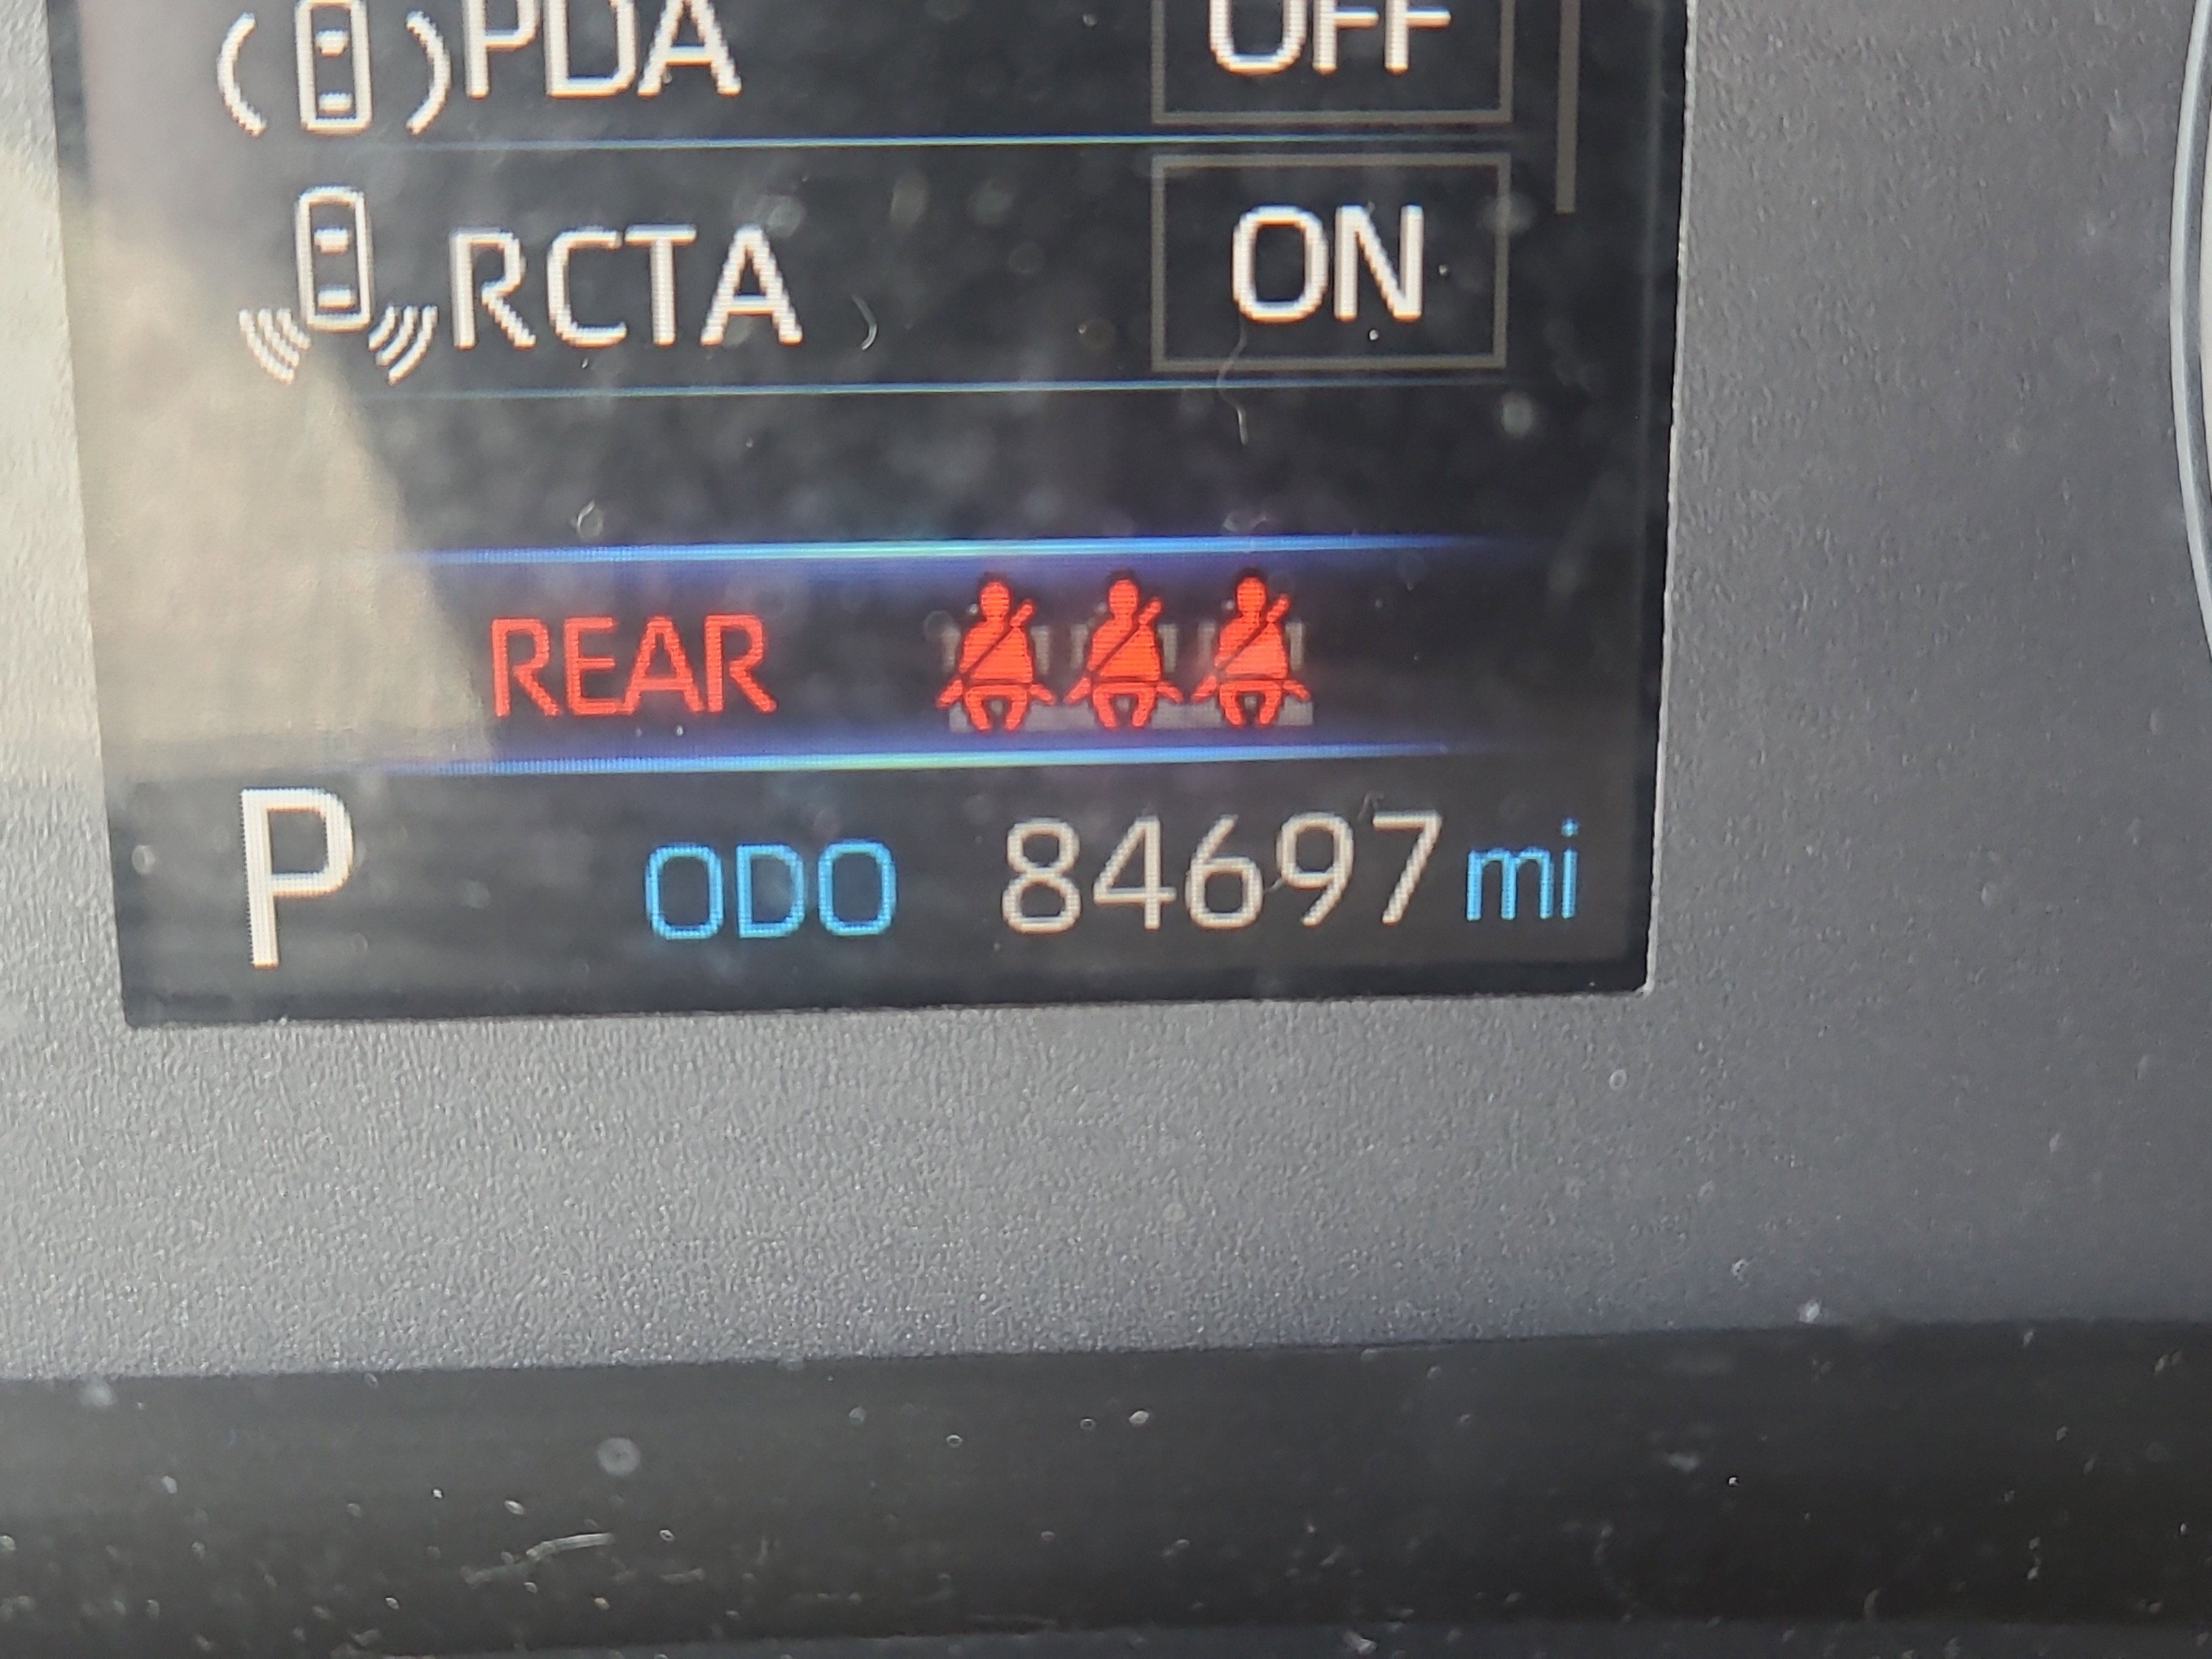 PDA OFF
RCTA ON
REAR
P ODO 84697 mi